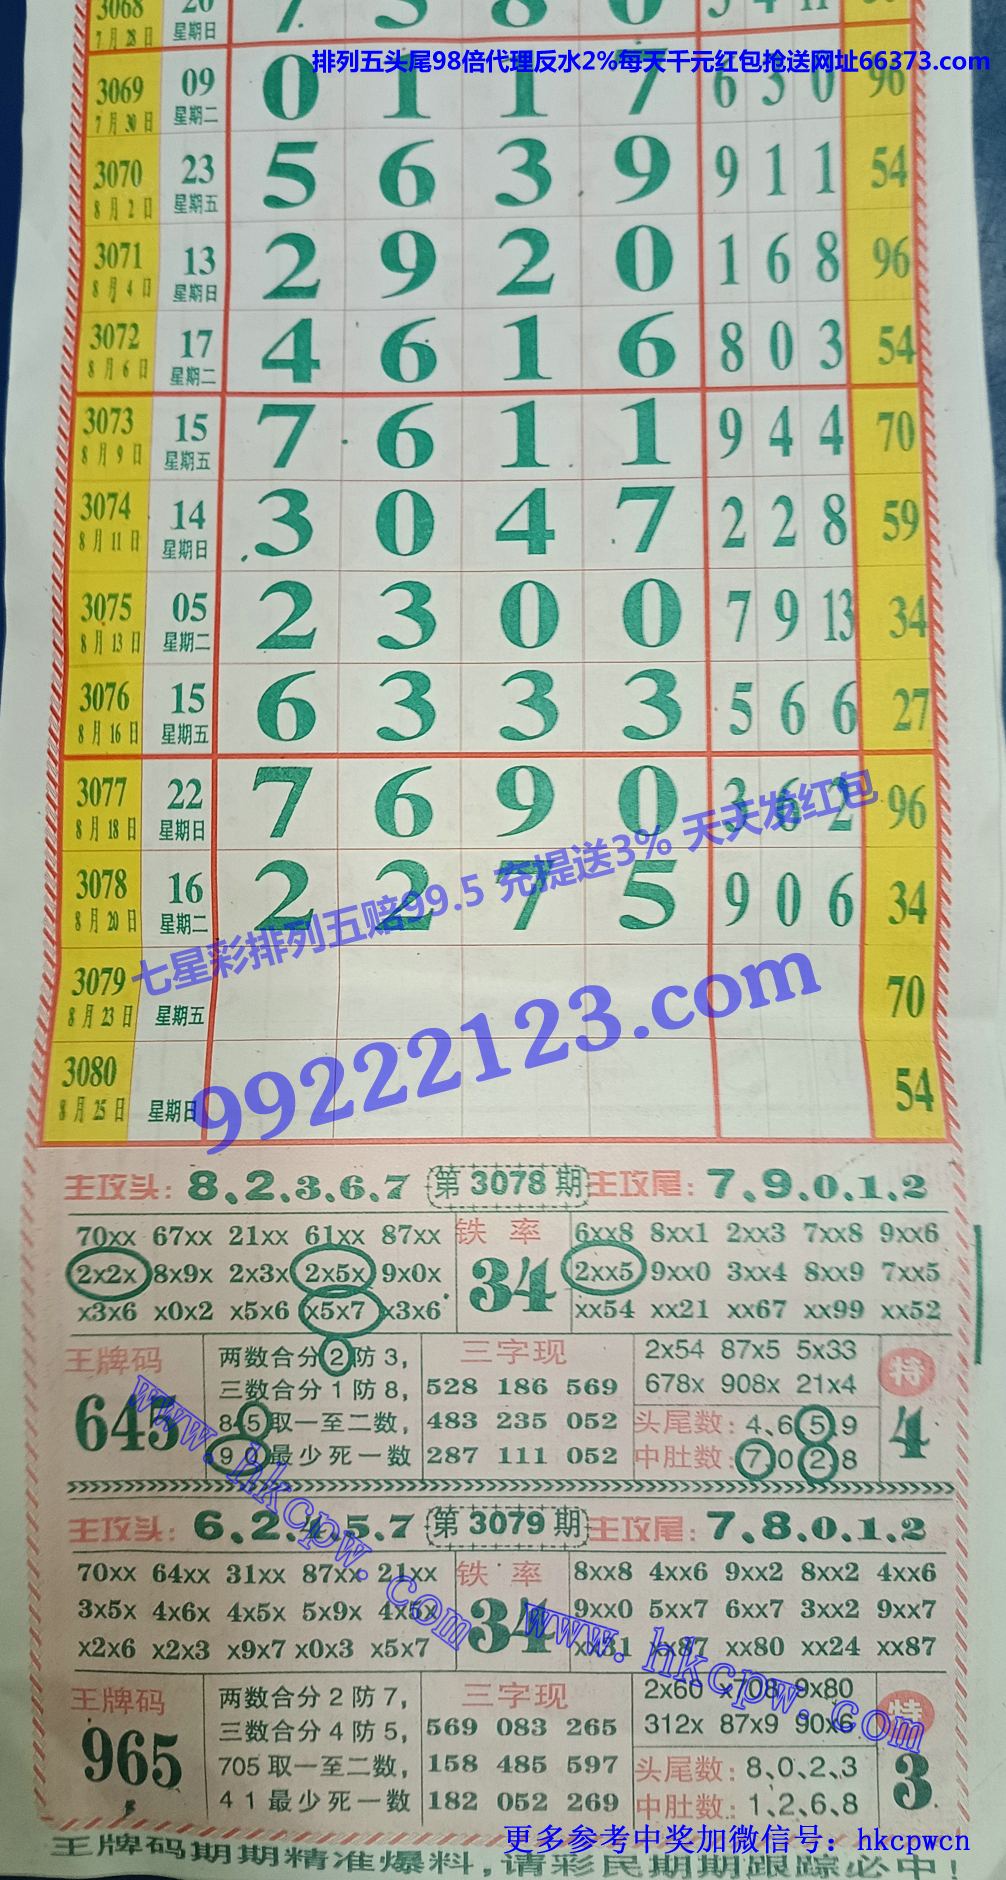 3068 20 7 3 8 0 3 4 11
7月28日 星期日
排列五头尾98倍代理反水2%每天千元红包抢送网址66373.com
3069 09 0 1 1 7 6 3 0 90
7月30日 星期二
3070 23 5 6 3 9 9 1 1 54
8月2日 星期五
3071 13 2 9 2 0 1 6 8 96
8月4日 星期日
3072 17 4 6 1 6 8 0 3 54
8月6日 星期二
3073 15 7 6 1 1 9 4 4 70
8月9日 星期五
3074 14 3 0 4 7 2 2 8 59
8月11日 星期日
3075 05 2 3 0 0 7 9 13 34
8月13日 星期二
3076 15 6 3 3 3 5 6 6 27
8月16日 星期五
3077 22 7 6 9 0 3 6 2 96
8月18日 星期日
3078 16 2 2 7 5 9 0 6 34
8月20日 星期二
七星彩排列五赔99.5 充提送3% 天天发红包
99222123.com
3079 70
8月23日 星期五
3080 54
8月25日 星期日
主攻头：8、2、3、6、7 第3078期 主攻尾：7、9、0、1、2
70xx 67xx 21xx 61xx 87xx 铁率 6xx8 8xx1 2xx3 7xx8 9xx6
2x2x 8x9x 2x3x 2x5x 9x0x 34 2xx5 9xx0 3xx4 8xx9 7xx5
x3x6 x0x2 x5x6 x5x7 x3x6 xx54 xx21 xx67 xx99 xx52
王牌码 两数合分2防3， 三字现 2x54 87x5 5x33 特
645 三数合分1防8， 528 186 569 678x 908x 21x4 4
845取一至二数， 483 235 052 头尾数：4、6、5、9
90最少死一数 287 111 052 中肚数：7、0、2、8
www.hkcpw.com
主攻头：6、2、4、5、7 第3079期 主攻尾：7、8、0、1、2
70xx 64xx 31xx 87xx 21xx 铁率 8xx8 4xx6 9xx2 8xx2 4xx6
3x5x 4x6x 4x5x 5x9x 4x5x 34 9xx0 5xx7 6xx7 3xx2 9xx7
x2x6 x2x3 x9x7 x0x3 x5x7 xx31 xx87 xx80 xx24 xx87
www.hkcpw.com
王牌码 两数合分2防7， 三字现 2x60 x708 9x80 特
965 三数合分4防5， 569 083 265 312x 87x9 90x6 3
705取一至二数， 158 485 597 头尾数：8、0、2、3
41最少死一数 182 052 269 中肚数：1、2、6、8
更多参考中奖加微信号：hkcpwcn
王牌码期期精准爆料，请彩民期期跟踪必中！